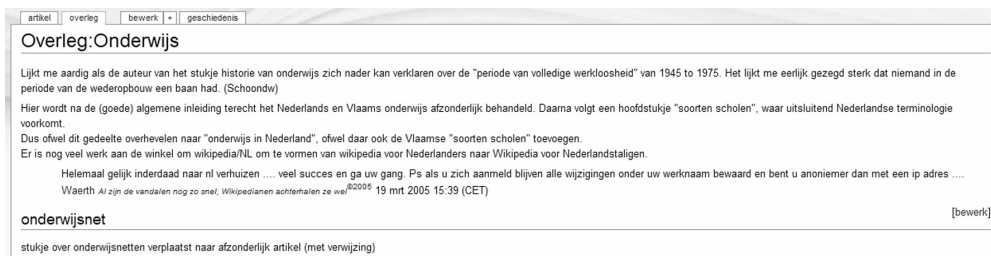 artikel overleg bewerk + geschiedenis
Overleg:Onderwijs
Lijkt me aardig als de auteur van het stukje historie van onderwijs zich nader kan verklaren over de "periode van volledige werkloosheid" van 1945 to 1975. Het lijkt me eerlijk gezegd sterk dat niemand in de
periode van de wederopbouw een baan had. (Schoondw)
Hier wordt na de (goede) algemene inleiding terecht het Nederlands en Vlaams onderwijs afzonderlijk behandeld. Daarna volgt een hoofdstukje "soorten scholen", waar uitsluitend Nederlandse terminologie
voorkomt.
Dus ofwel dit gedeelte overhevelen naar "onderwijs in Nederland", ofwel daar ook de Vlaamse "soorten scholen" toevoegen.
Er is nog veel werk aan de winkel om wikipedia/NL om te vormen van wikipedia voor Nederlanders naar Wikipedia voor Nederlandstaligen.
Helemaal gelijk inderdaad naar nl verhuizen .... veel succes en ga uw gang. Ps als u zich aanmeld blijven alle wijzigingen onder uw werknaam bewaard en bent u anoniemer dan met een ip adres ....
Waerth Al zijn de vandalen nog zo snel, Wikipedianen achterhalen ze wel©2005 19 mrt 2005 15:39 (CET)
[bewerk]
onderwijsnet
stukje over onderwijsnetten verplaatst naar afzonderlijk artikel (met verwijzing)